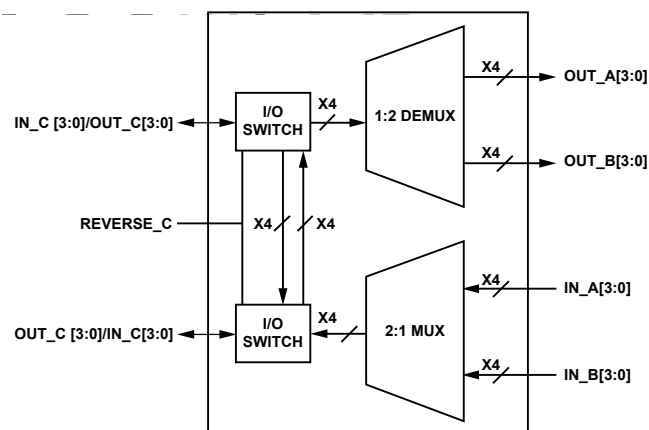 X4
OUT_A[3:0]
I/O
SWITCH
X4
1:2 DEMUX
IN_C [3:0]/OUT_C[3:0]
X4
OUT_B[3:0]
REVERSE_C
X4
X4
X4
IN_A[3:0]
I/O
SWITCH
X4
2:1 MUX
OUT_C [3:0]/IN_C[3:0]
X4
IN_B[3:0]